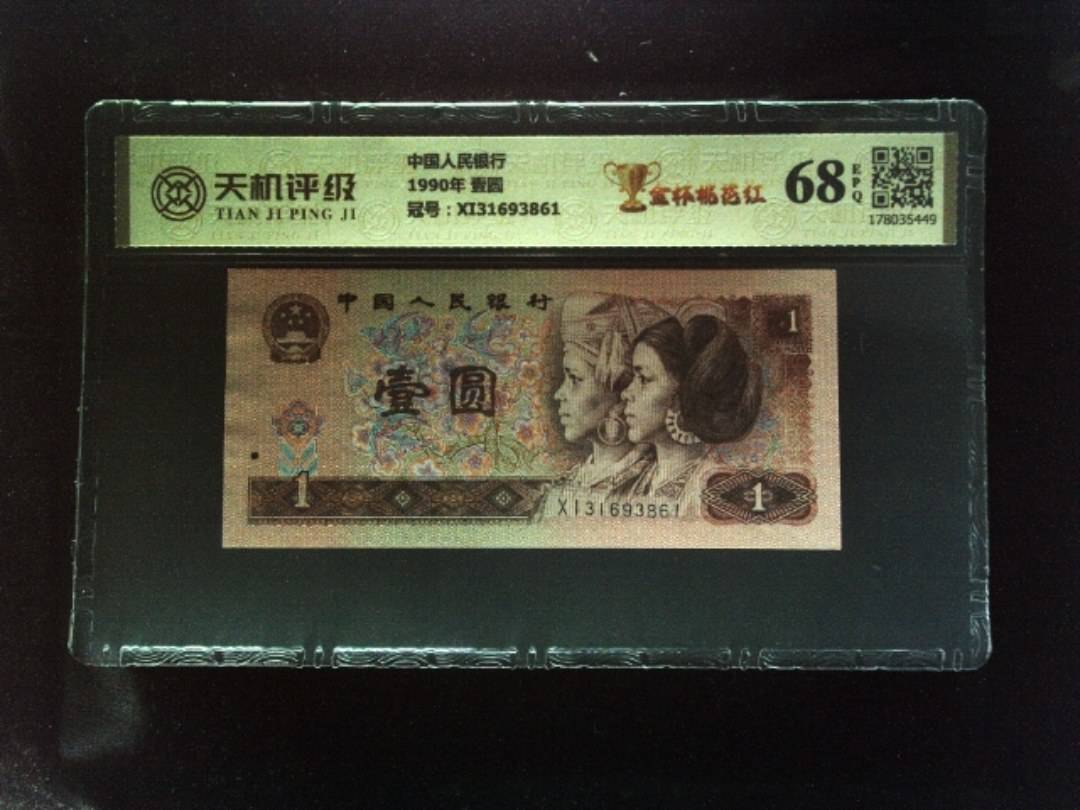 天机评级
TIAN JI PING JI
中国人民银行
1990年 壹圆
冠号：XI31693861
金杯桃花红
68
EPQ
178035449
中国人民银行
壹圆
1
1
1
XI31693861